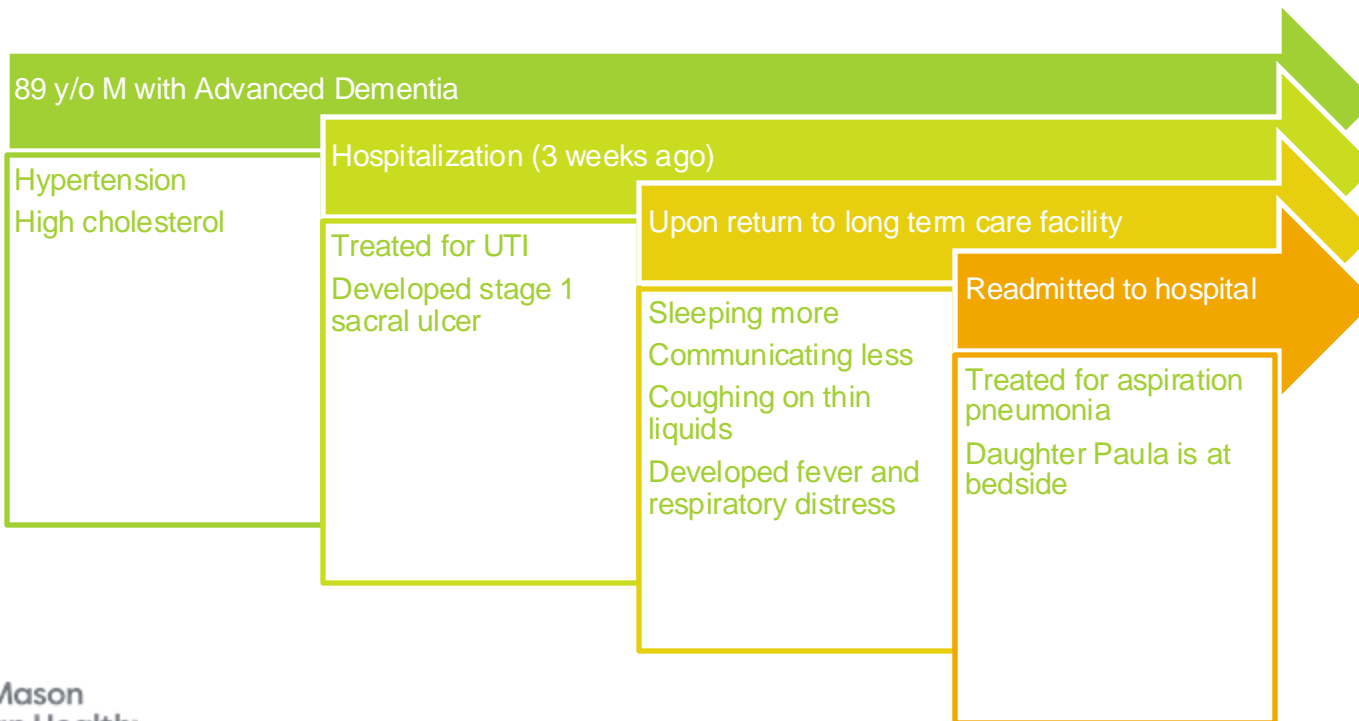 89 y/o M with Advanced Dementia
Hypertension
High cholesterol
Hospitalization (3 weeks ago)
Treated for UTI
Developed stage 1
sacral ulcer
Upon return to long term care facility
Sleeping more
Communicating less
Coughing on thin
liquids
Developed fever and
respiratory distress
Readmitted to hospital
Treated for aspiration
pneumonia
Daughter Paula is at
bedside
Mason